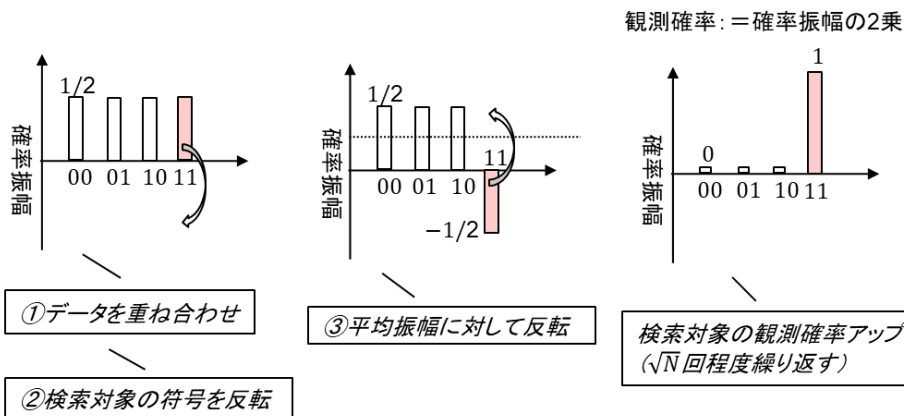 観測確率:＝確率振幅の2乗
1/2
確率振幅
00 01 10 11
①データを重ね合わせ
②検索対象の符号を反転
1/2
確率振幅
11
00 01 10
−1/2
③平均振幅に対して反転
1
確率振幅
0
00 01 10 11
検索対象の観測確率アップ
(√N回程度繰り返す)